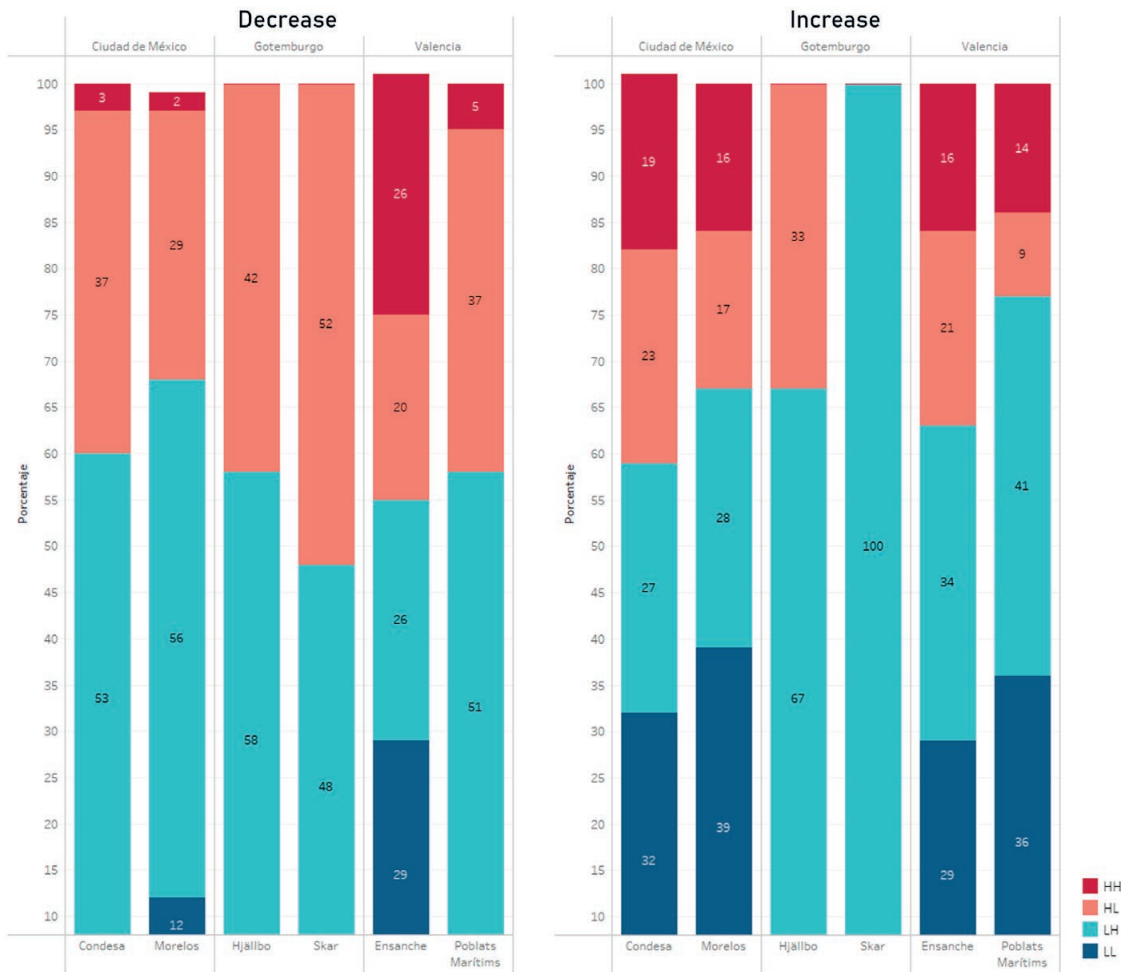 Decrease
Ciudad de México Gotemburgo Valencia
100
95
90
85
80
75
70
65
60
55
50
45
40
35
30
25
20
15
10
Porcentaje
3 2 26 5
37 29 42 52 20 37
53 56 58 48 26 51
12 29
Condesa Morelos Hjällbo Skar Ensanche Poblats
Marítims
Increase
Ciudad de México Gotemburgo Valencia
100
95
90
85
80
75
70
65
60
55
50
45
40
35
30
25
20
15
10
Porcentaje
19 16 16 14
23 17 33 21 9
27 28 67 100 34 41
32 39 29 36
Condesa Morelos Hjällbo Skar Ensanche Poblats
Marítims
HH
HL
LH
LL